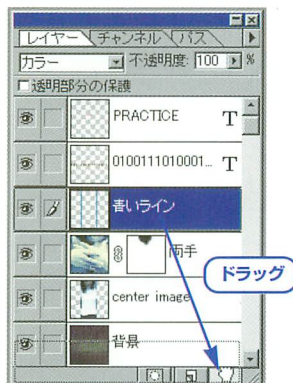 レイヤー チャンネル パス
カラー 不透明度: 100 %
透明部分の保護
PRACTICE T
0100111010001... T
青いライン
両手
ドラッグ
center image
背景